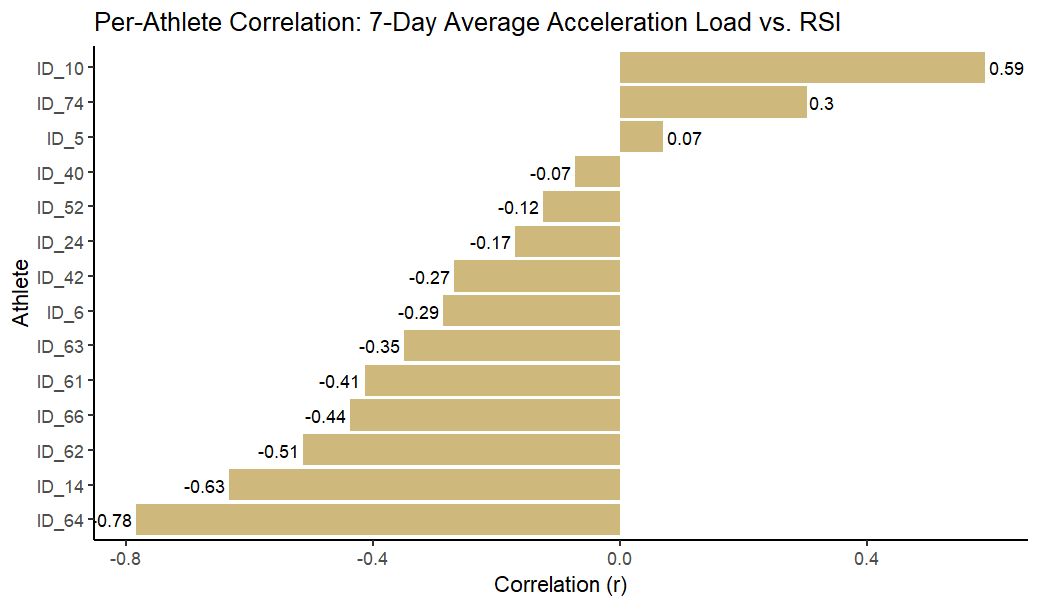 Per-Athlete Correlation: 7-Day Average Acceleration Load vs. RSI
Athlete
ID_10 0.59
ID_74 0.3
ID_5 0.07
ID_40 -0.07
ID_52 -0.12
ID_24 -0.17
ID_42 -0.27
ID_6 -0.29
ID_63 -0.35
ID_61 -0.41
ID_66 -0.44
ID_62 -0.51
ID_14 -0.63
ID_64 -0.78
-0.8 -0.4 0.0 0.4
Correlation (r)